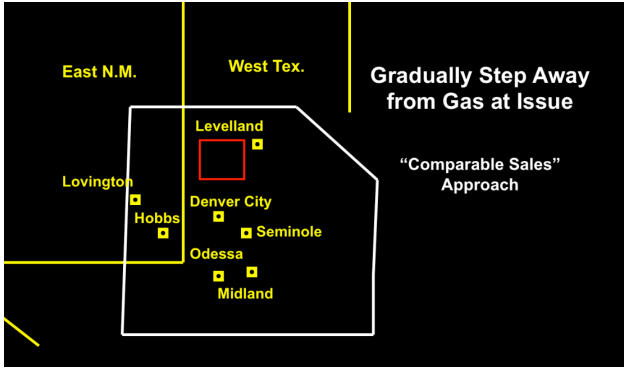 East N.M.
West Tex.
Gradually Step Away
from Gas at Issue
Levelland
“Comparable Sales”
Approach
Lovington
Denver City
Hobbs
Seminole
Odessa
Midland